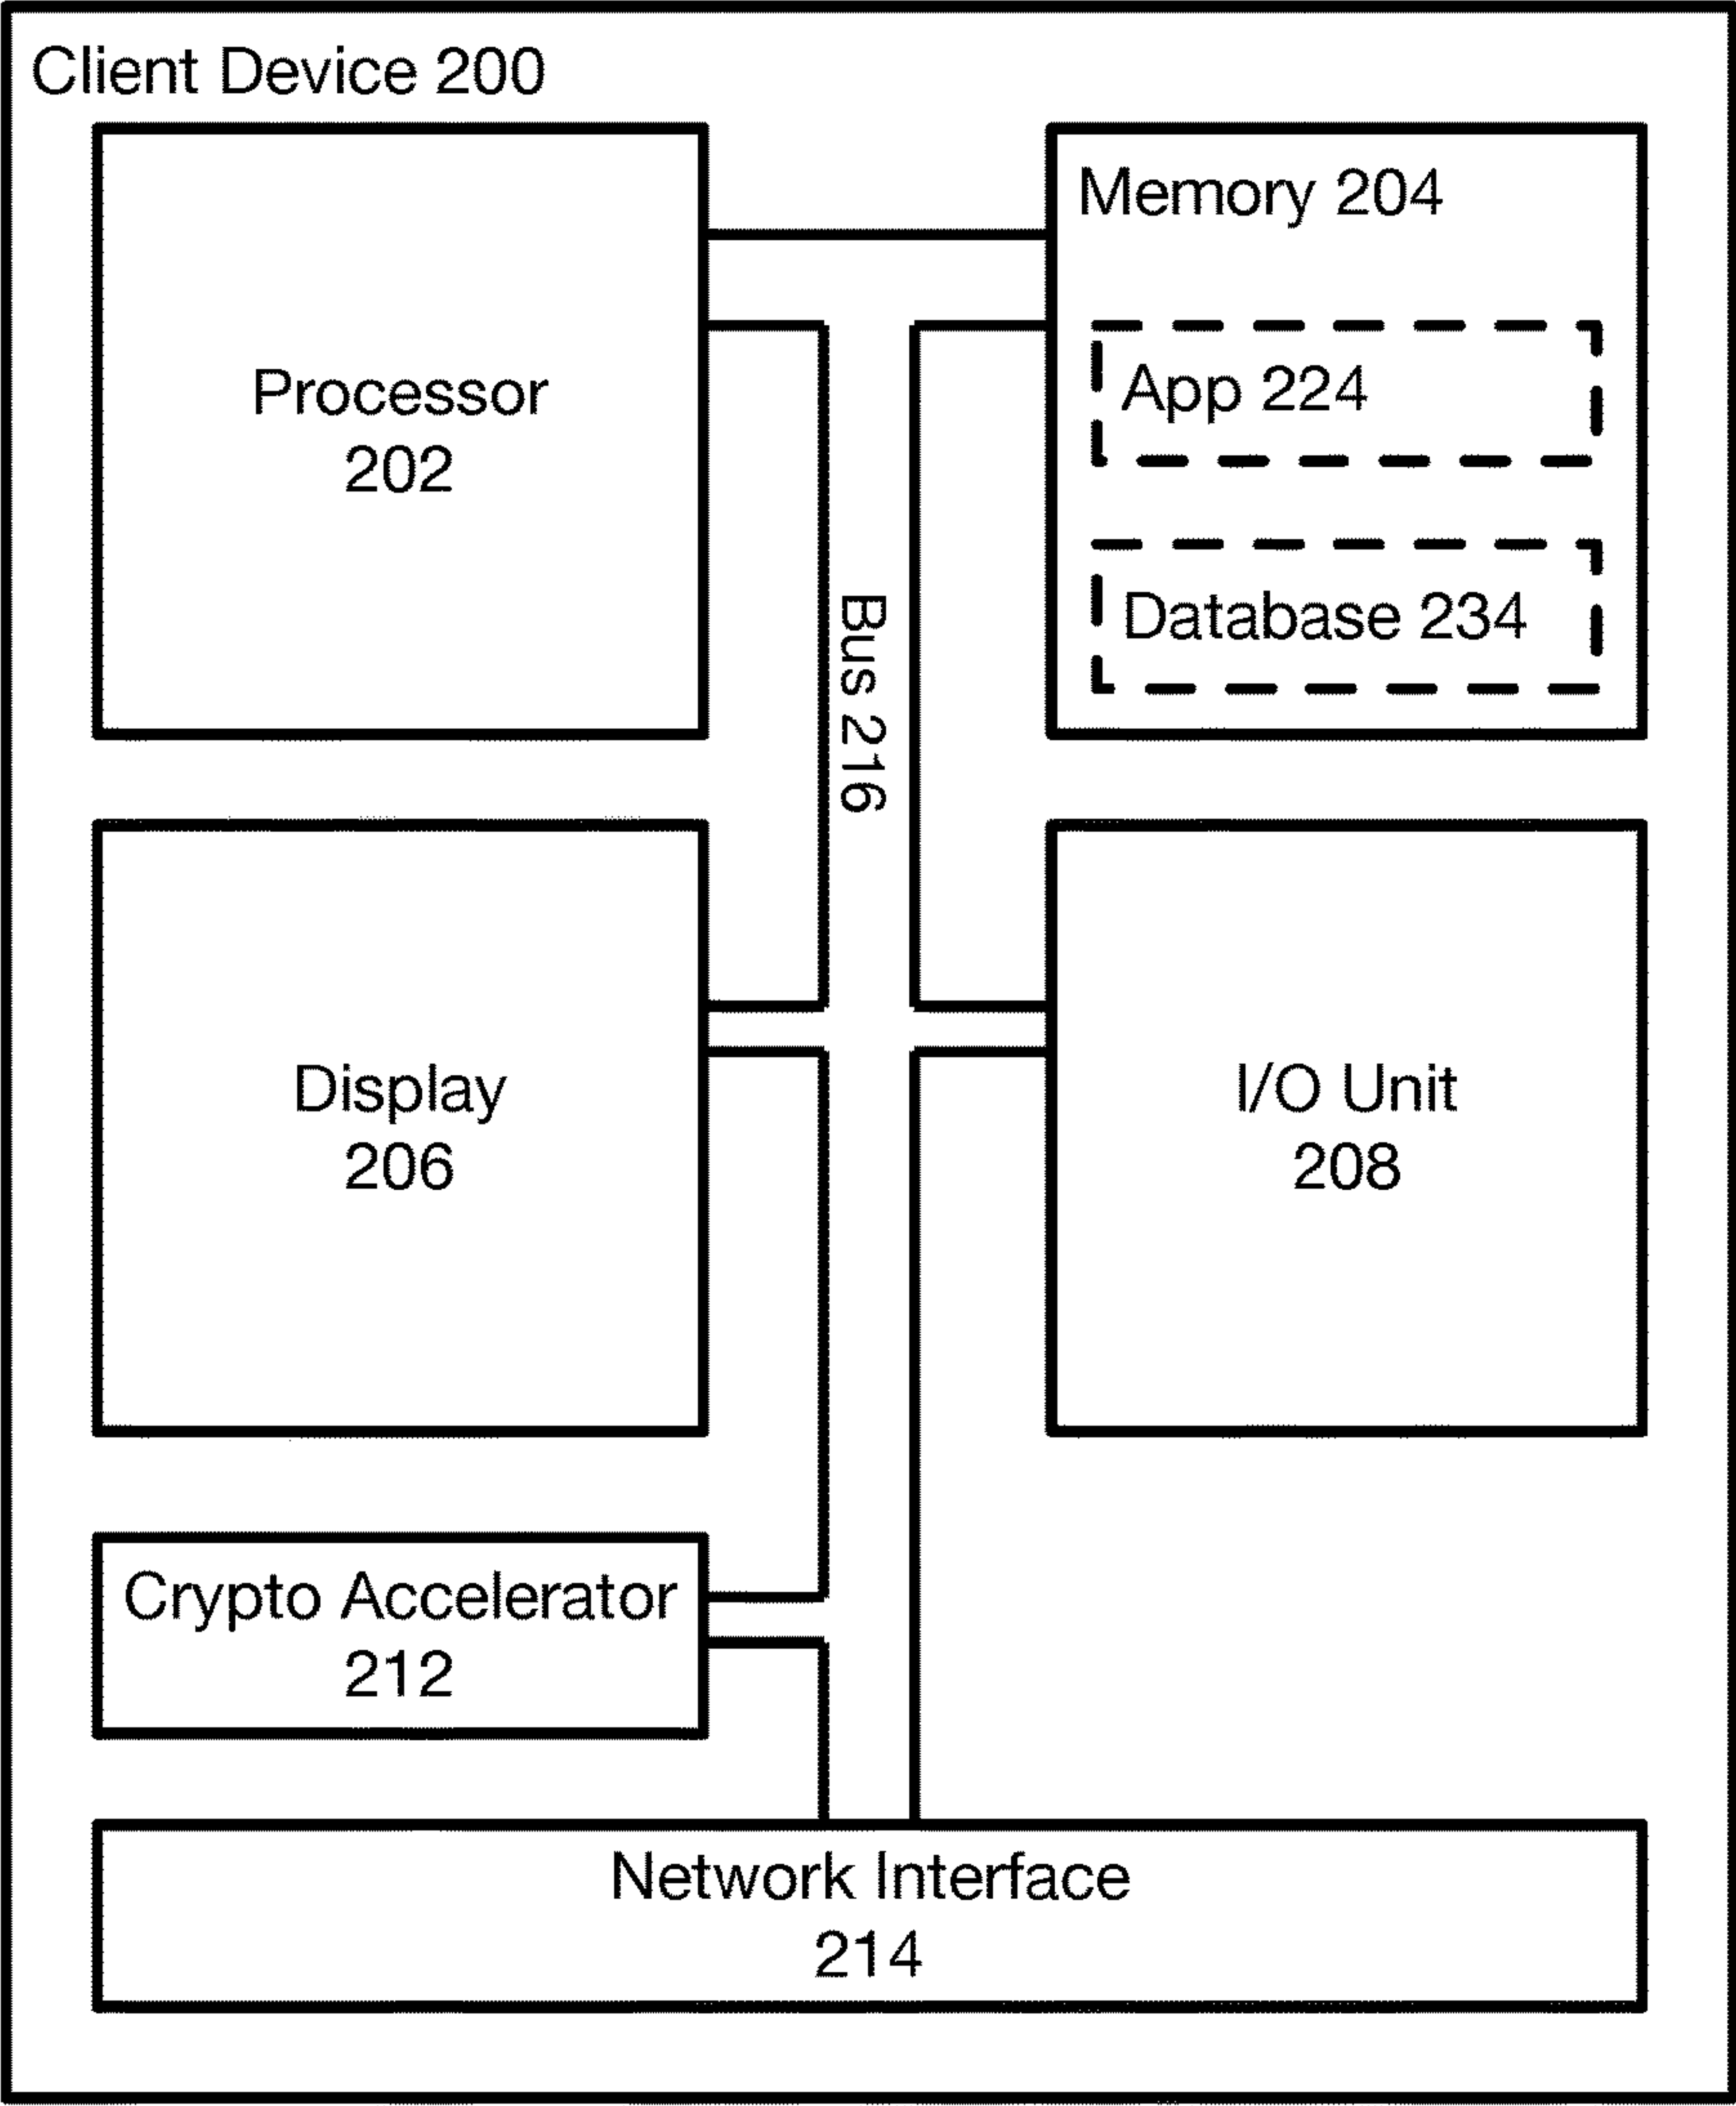 Client Device 200
Processor
202
Memory 204
App 224
Database 234
Bus 216
Display
206
I/O Unit
208
Crypto Accelerator
212
Network Interface
214